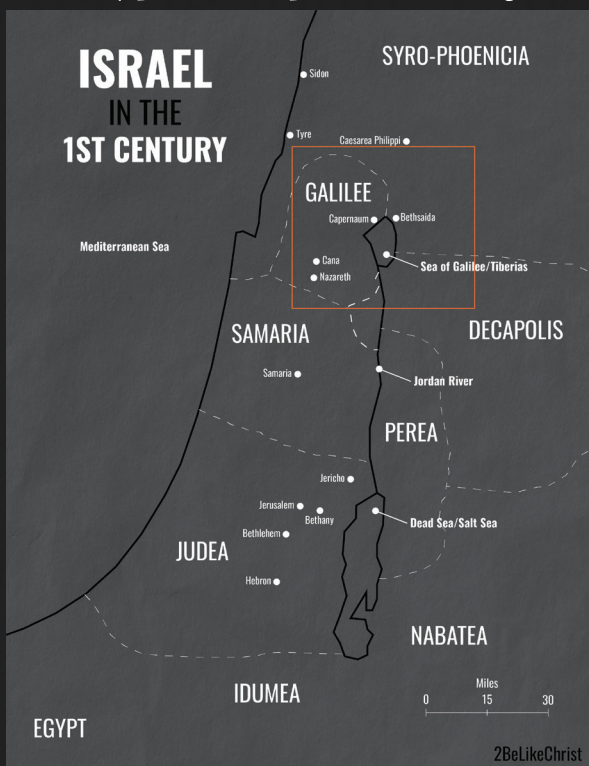 ISRAEL
IN THE
1ST CENTURY
SYRO-PHOENICIA
Sidon
Tyre
Caesarea Philippi
GALILEE
Capernaum
Bethsaida
Mediterranean Sea
Cana
Sea of Galilee/Tiberias
Nazareth
SAMARIA
DECAPOLIS
Samaria
Jordan River
PEREA
Jericho
Jerusalem
Bethany
Dead Sea/Salt Sea
Bethlehem
JUDEA
Hebron
NABATEA
IDUMEA
Miles
0 15 30
EGYPT
2BeLikeChrist